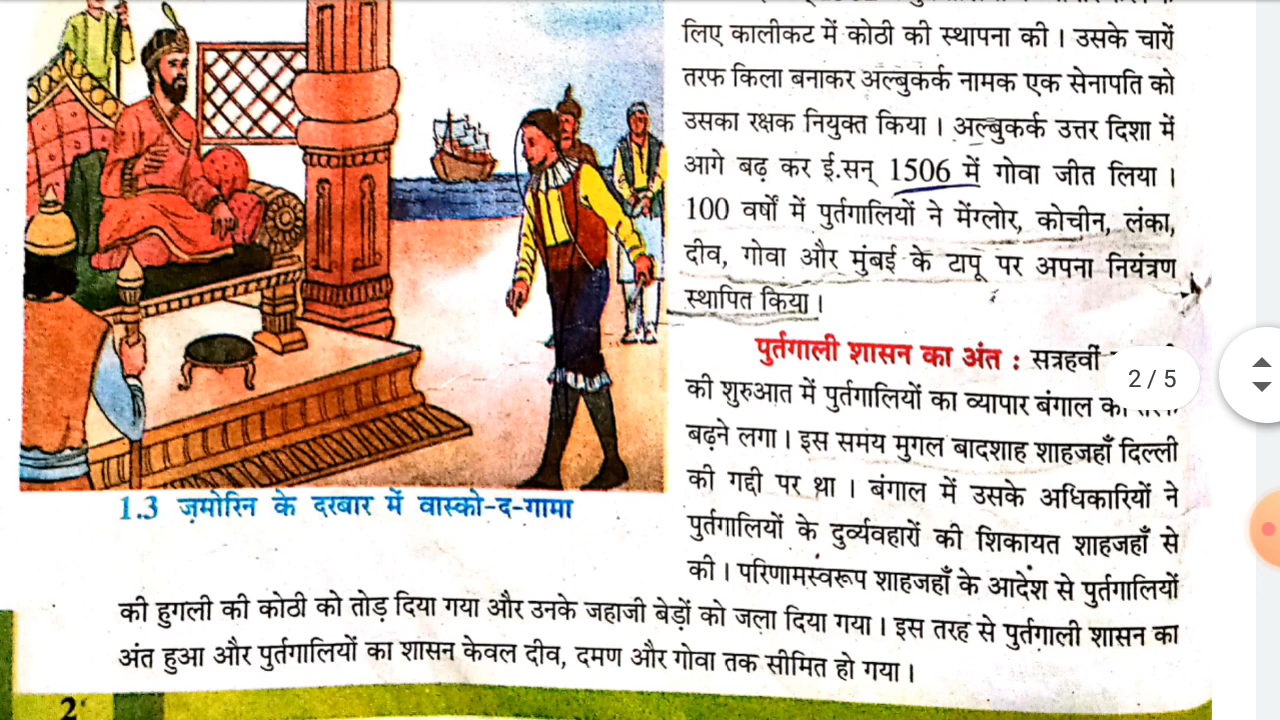 लिए कालीकट में कोठी की स्थापना की । उसके चारों
तरफ किला बनाकर अल्बुकर्क नामक एक सेनापति को
उसका रक्षक नियुक्त किया । अल्बुकर्क उत्तर दिशा में
आगे बढ़ कर ई.सन् 1506 में गोवा जीत लिया ।
100 वर्षों में पुर्तगालियों ने मेंग्लोर, कोचीन, लंका,
दीव, गोवा और मुंबई के टापू पर अपना नियंत्रण
स्थापित किया ।
पुर्तगाली शासन का अंत : सत्रहवीं
2 / 5
की शुरुआत में पुर्तगालियों का व्यापार बंगाल
बढ़ने लगा । इस समय मुगल बादशाह शाहजहाँ दिल्ली
की गद्दी पर था । बंगाल में उसके अधिकारियों ने
पुर्तगालियों के दुर्व्यवहारों की शिकायत शाहजहाँ से
की । परिणामस्वरूप शाहजहाँ के आदेश से पुर्तगालियों
की हुगली की कोठी को तोड़ दिया गया और उनके जहाजी बेड़ों को जला दिया गया । इस तरह से पुर्तगाली शासन का
अंत हुआ और पुर्तगालियों का शासन केवल दीव, दमण और गोवा तक सीमित हो गया ।
1.3 ज़मोरिन के दरबार में वास्को-द-गामा
2